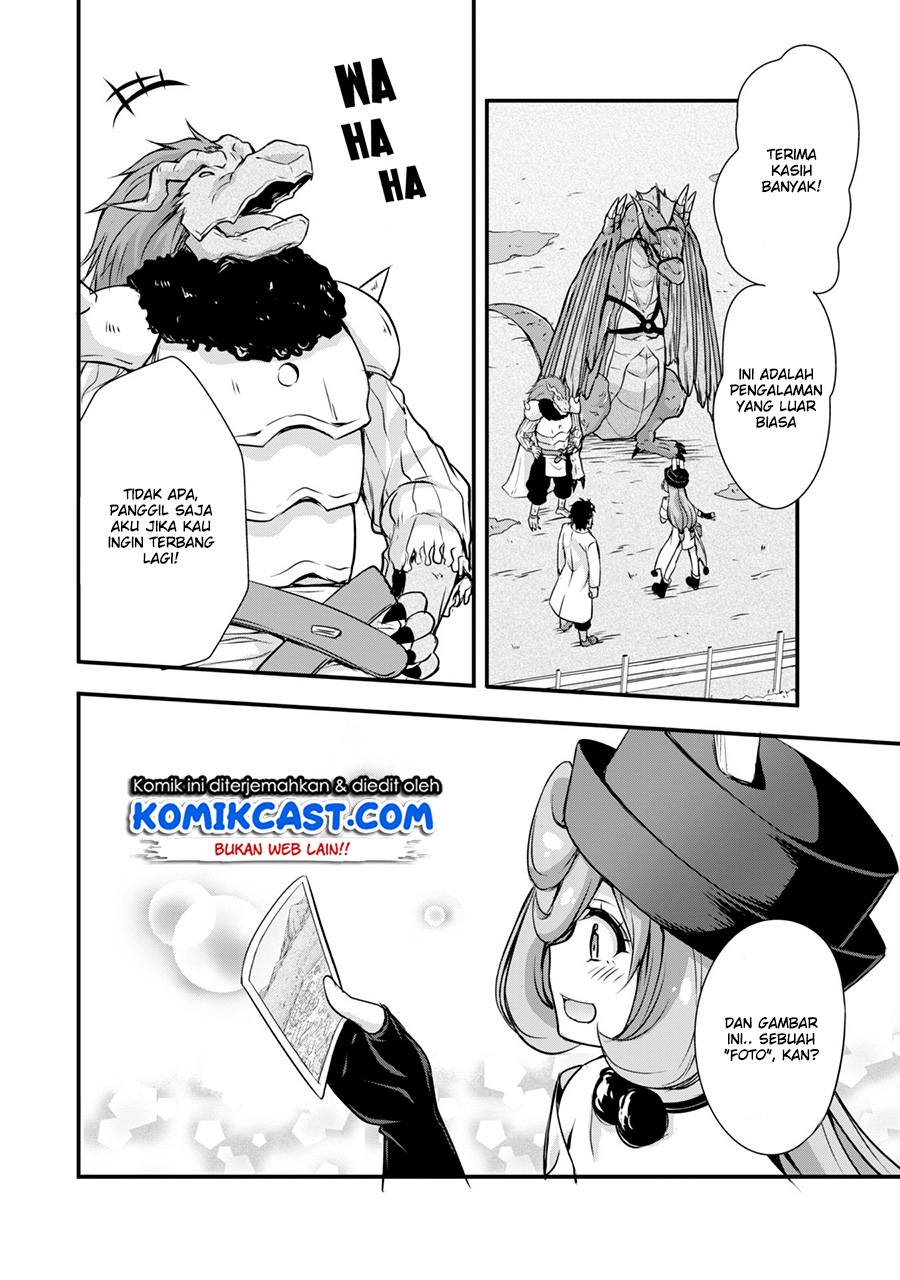 TERIMA
KASIH
BANYAK!
INI ADALAH
PENGALAMAN
YANG LUAR
BIASA
WA
HA
HA
TIDAK APA,
PANGGIL SAJA
AKU JIKA KAU
INGIN TERBANG
LAGI!
Komik ini diterjemahkan & diedit oleh
KOMIKCAST.COM
BUKAN WEB LAIN!!
DAN GAMBAR
INI.. SEBUAH
"FOTO", KAN?